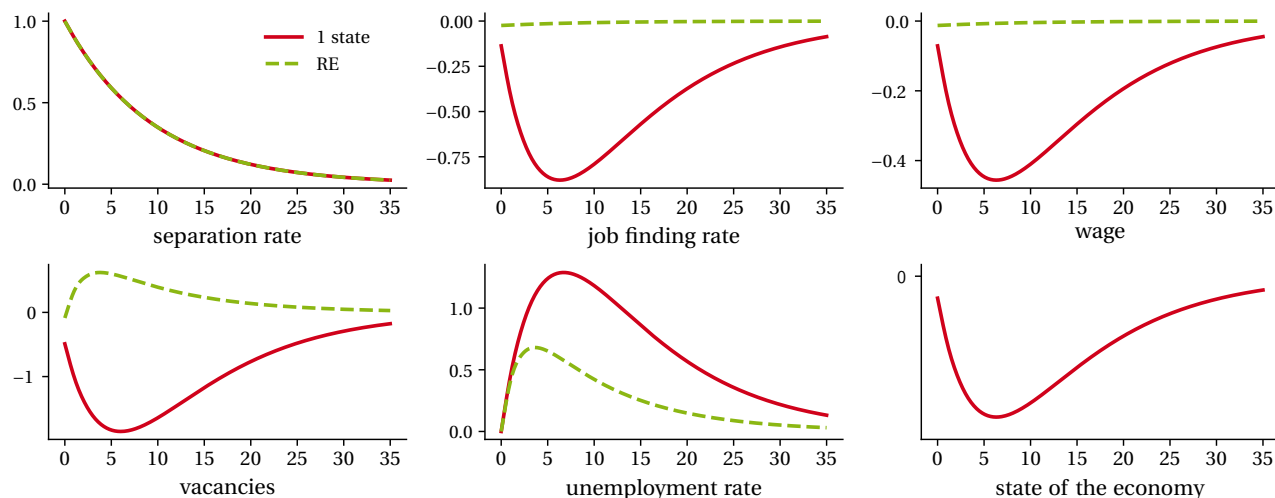 1.0
0.5
0.0
1 state
RE
0 5 10 15 20 25 30 35
separation rate
0.00
−0.25
−0.50
−0.75
0 5 10 15 20 25 30 35
job finding rate
0.0
−0.2
−0.4
0 5 10 15 20 25 30 35
wage
0
−1
0 5 10 15 20 25 30 35
vacancies
1.0
0.5
0.0
0 5 10 15 20 25 30 35
unemployment rate
0
0 5 10 15 20 25 30 35
state of the economy